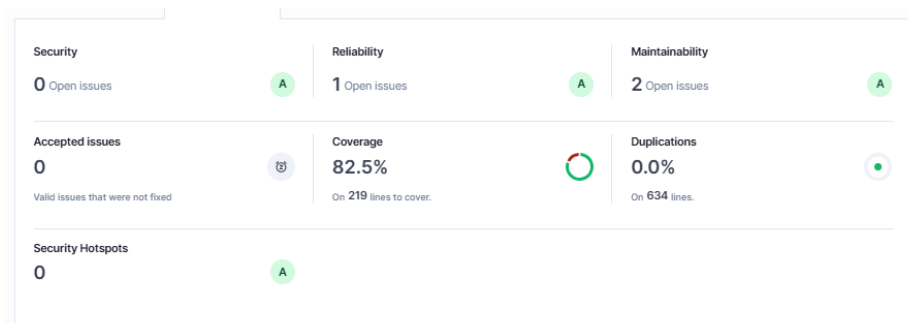 Security
0 Open issues
A
Reliability
1 Open issues
A
Maintainability
2 Open issues
A
Accepted issues
0
Valid issues that were not fixed
Coverage
82.5%
On 219 lines to cover.
Duplications
0.0%
On 634 lines.
Security Hotspots
0
A